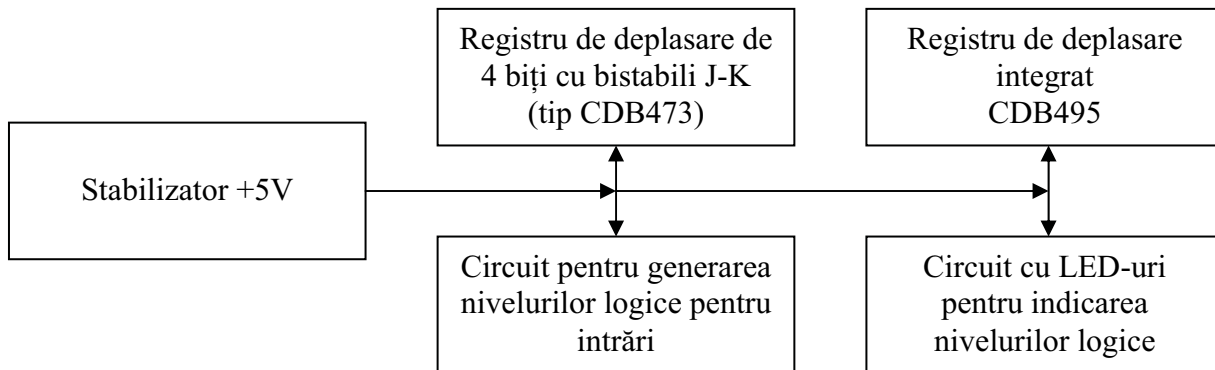 Registru de deplasare de
4 biți cu bistabili J-K
(tip CDB473)
Registru de deplasare
integrat
CDB495
Stabilizator +5V
Circuit pentru generarea
nivelurilor logice pentru
intrări
Circuit cu LED-uri
pentru indicarea
nivelurilor logice